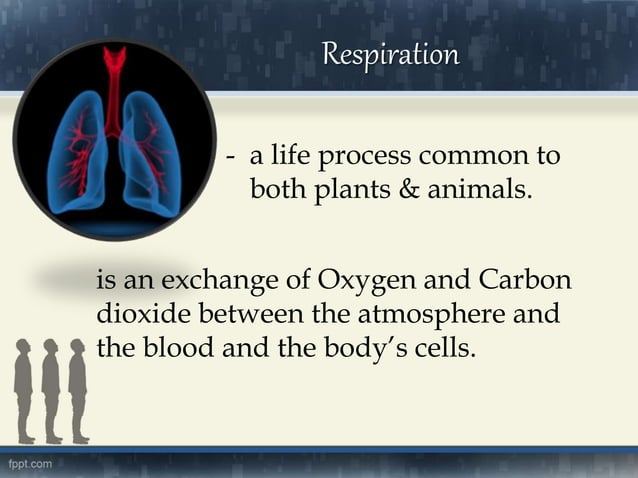 Respiration
- a life process common to
both plants & animals.
is an exchange of Oxygen and Carbon
dioxide between the atmosphere and
the blood and the body’s cells.
fppt.com